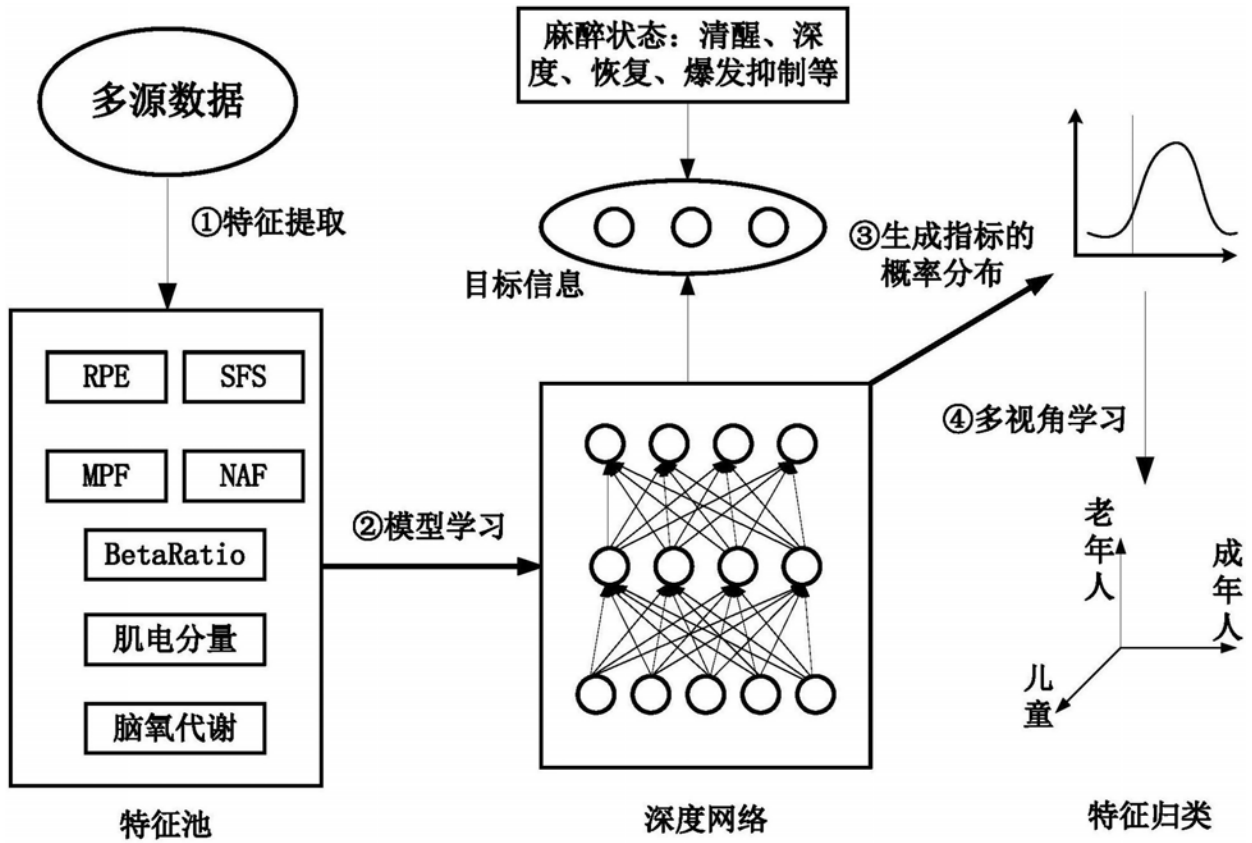 多源数据
①特征提取
RPE
SFS
MPF
NAF
BetaRatio
肌电分量
脑氧代谢
特征池
②模型学习
麻醉状态：清醒、深
度、恢复、爆发抑制等
目标信息
深度网络
③生成指标的
概率分布
④多视角学习
老年人
成年人
儿童
特征归类